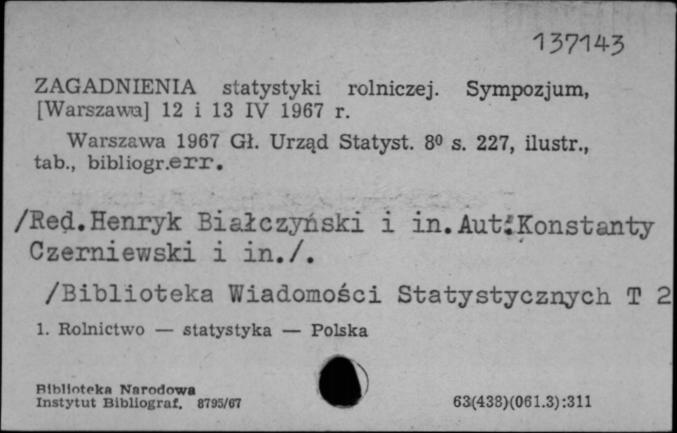 137143
ZAGADNIENIA statystyki rolniczej. Sympozjum,
[Warszawa] 12 i 13 IV 1967 r.
Warszawa 1967 Gł. Urząd Statyst. 8⁰ s. 227, ilustr.,
tab., bibliogr.err.
/Red.Henryk Białczyński i in.Aut:Konstanty
Czerniewski i in./.
/Biblioteka Wiadomości Statystycznych T 2
1. Rolnictwo — statystyka — Polska
Biblioteka Narodowa
Instytut Bibliograf. 8795/67
63(438)(061.3):311